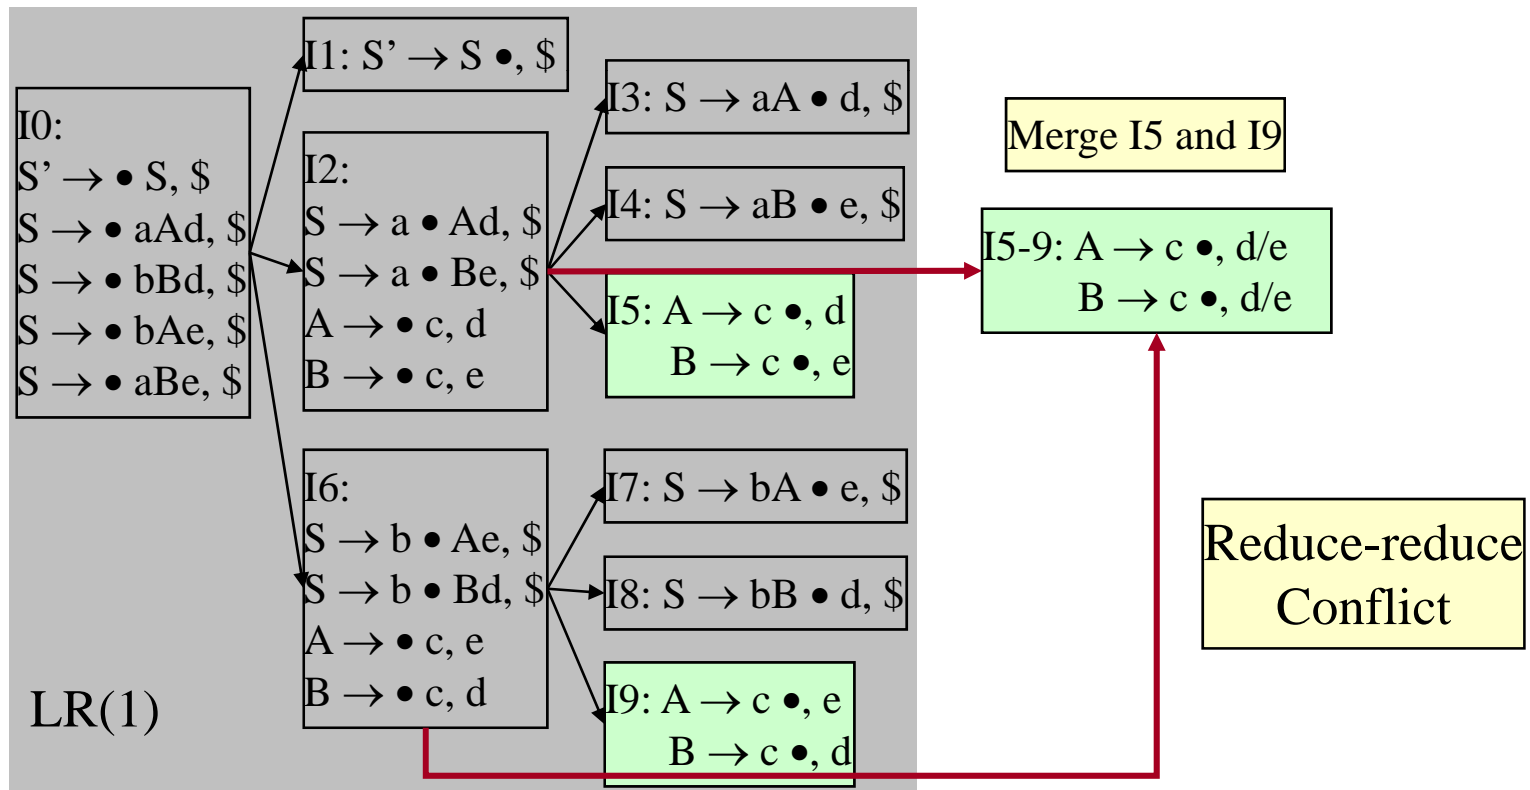 I0:
S’ → • S, $
S → • aAd, $
S → • bBd, $
S → • bAe, $
S → • aBe, $
I1: S’ → S •, $
I2:
S → a • Ad, $
S → a • Be, $
A → • c, d
B → • c, e
I3: S → aA • d, $
I4: S → aB • e, $
I5: A → c •, d
B → c •, e
I6:
S → b • Ae, $
S → b • Bd, $
A → • c, e
B → • c, d
I7: S → bA • e, $
I8: S → bB • d, $
I9: A → c •, e
B → c •, d
LR(1)
Merge I5 and I9
I5-9: A → c •, d/e
B → c •, d/e
Reduce-reduce
Conflict